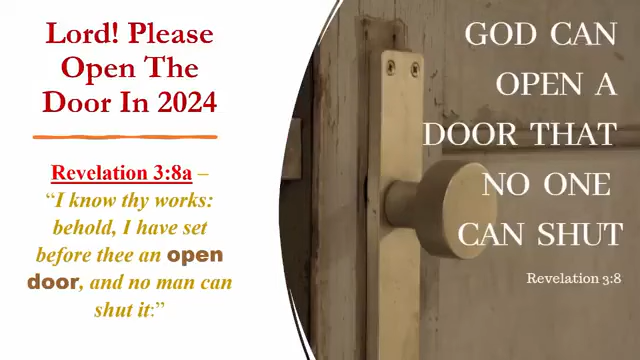 Lord! Please
Open The
Door In 2024
Revelation 3:8a –
“I know thy works:
behold, I have set
before thee an open
door, and no man can
shut it:”
GOD CAN
OPEN A
DOOR THAT
NO ONE
CAN SHUT
Revelation 3:8